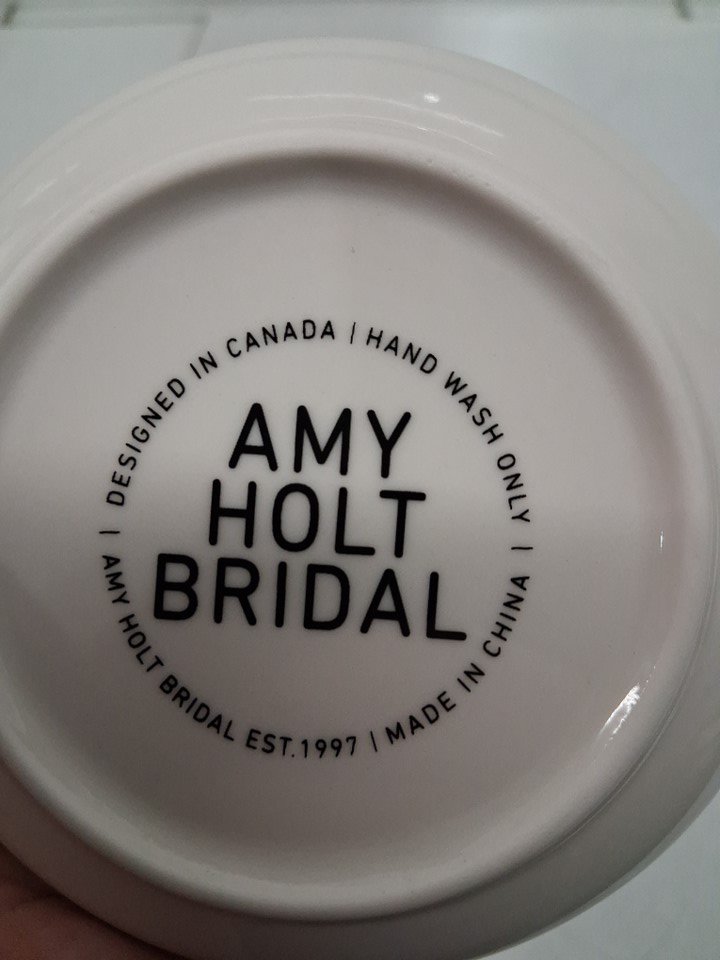 AMY
HOLT
BRIDAL
DESIGNED IN CANADA | HAND WASH ONLY | MADE IN CHINA | AMY HOLT BRIDAL EST.1997 |